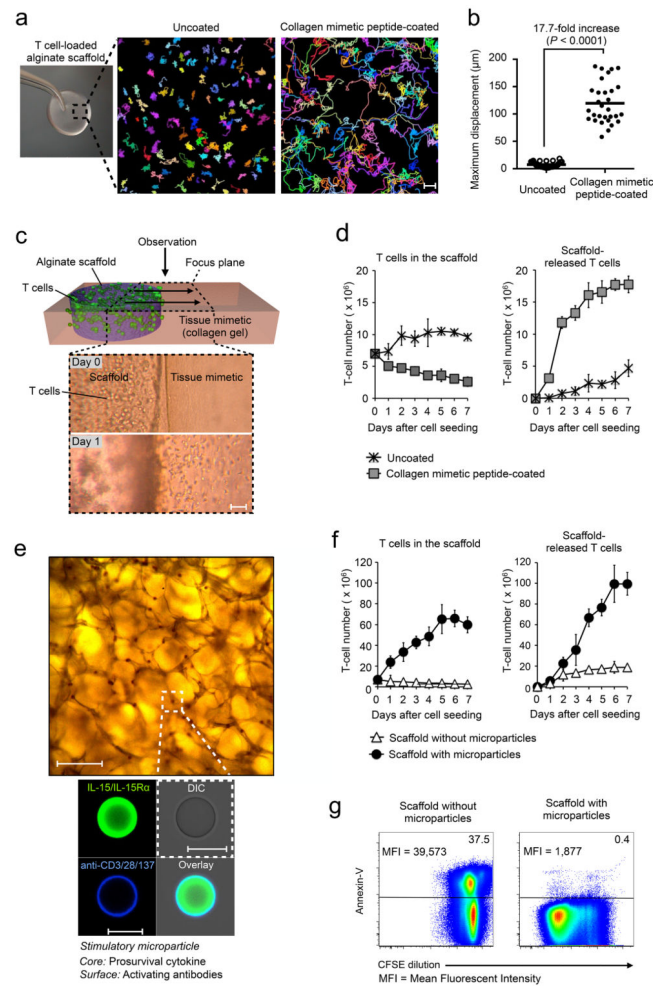 a
T cell-loaded
alginate scaffold
Uncoated
Collagen mimetic peptide-coated
b
17.7-fold increase
(P < 0.0001)
Maximum displacement (µm)
200
150
100
50
0
Uncoated
Collagen mimetic
peptide-coated
c
Observation
Alginate scaffold
Focus plane
T cells
Tissue mimetic
(collagen gel)
Day 0
Scaffold
Tissue mimetic
T cells
Day 1
d
T cells in the scaffold
T-cell number ( x 10⁶)
20
15
10
5
0
0 1 2 3 4 5 6 7
Days after cell seeding
Scaffold-
released T cells
T-cell number ( x 10⁶)
20
15
10
5
0
0 1 2 3 4 5 6 7
Days after cell seeding
Uncoated
Collagen mimetic peptide-coated
e
IL-15/IL-15Rα
DIC
anti-CD3/28/137
Overlay
Stimulatory microparticle
Core: Prosurvival cytokine
Surface: Activating antibodies
f
T cells in the scaffold
T-cell number ( x 10⁶)
120
100
80
60
40
20
0
0 1 2 3 4 5 6 7
Days after cell seeding
Scaffold-
released T cells
T-cell number ( x 10⁶)
120
100
80
60
40
20
0
0 1 2 3 4 5 6 7
Days after cell seeding
Scaffold without microparticles
Scaffold with microparticles
g
Scaffold without
microparticles
37.5
MFI = 39,573
Scaffold with
microparticles
0.4
MFI = 1,877
Annexin-V
CFSE dilution
MFI = Mean Fluorescent Intensity